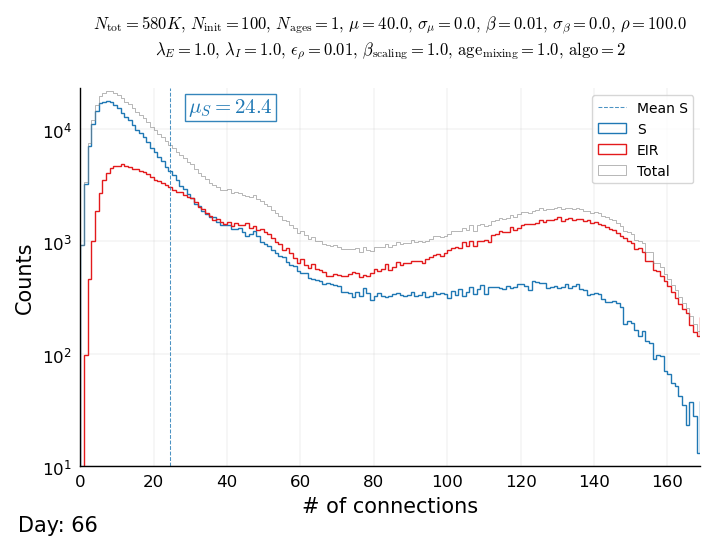 N_tot = 580K, N_init = 100, N_ages = 1, μ = 40.0, σ_μ = 0.0, β = 0.01, σ_β = 0.0, ρ = 100.0
λ_E = 1.0, λ_I = 1.0, ϵ_ρ = 0.01, β_scaling = 1.0, age_mixing = 1.0, algo = 2
μ_S = 24.4
Mean S
S
EIR
Total
Counts
10^4
10^3
10^2
10^1
0 20 40 60 80 100 120 140 160
# of connections
Day: 66